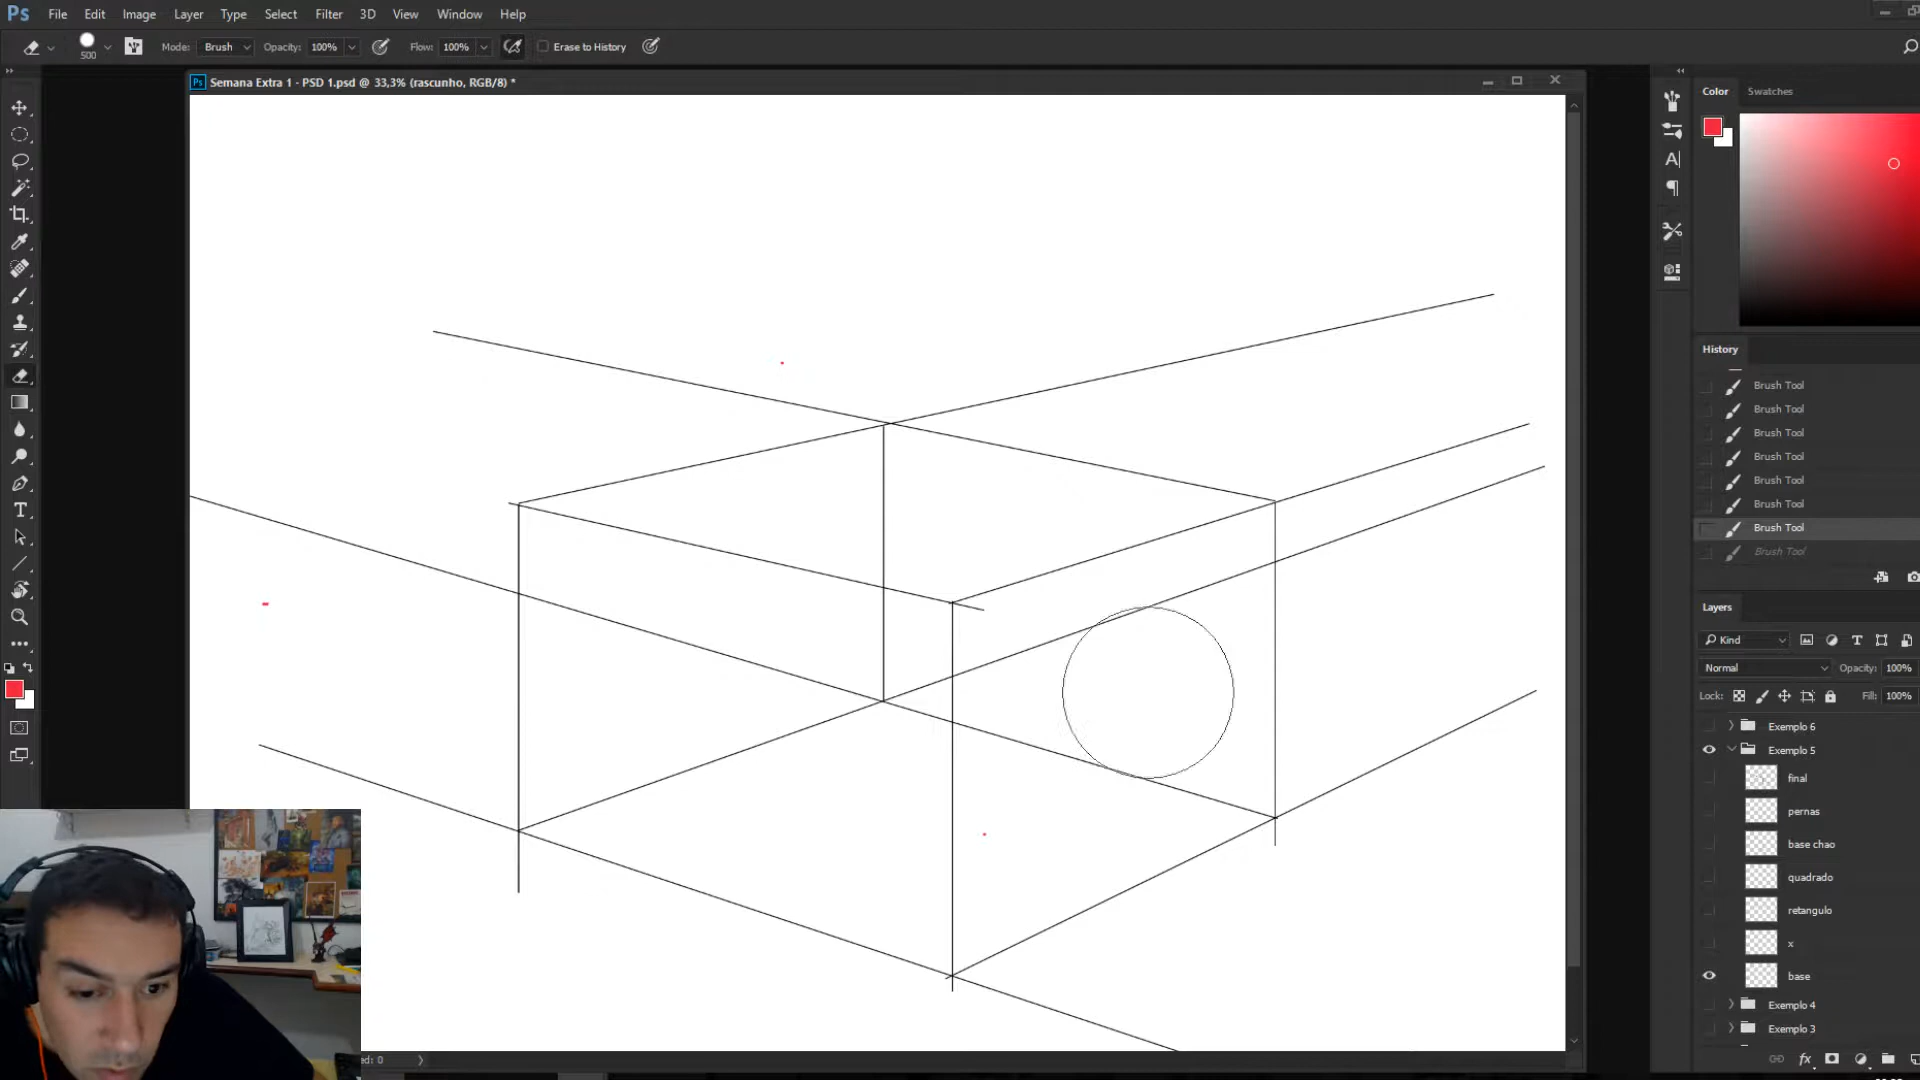 Ps File Edit Image Layer Type Select Filter 3D View Window Help
500 Mode: Brush Opacity: 100% Flow: 100% Erase to History
Ps Semana Extra 1 - PSD 1.psd @ 33,3% (rascunho, RGB/8) *
Color Swatches
History
Brush Tool
Brush Tool
Brush Tool
Brush Tool
Brush Tool
Brush Tool
Brush Tool
Brush Tool
Layers
Kind
Normal Opacity: 100%
Lock: Fill: 100%
Exemplo 6
Exemplo 5
final
pernas
base chao
quadrado
retangulo
x
base
Exemplo 4
Exemplo 3
ed: 0